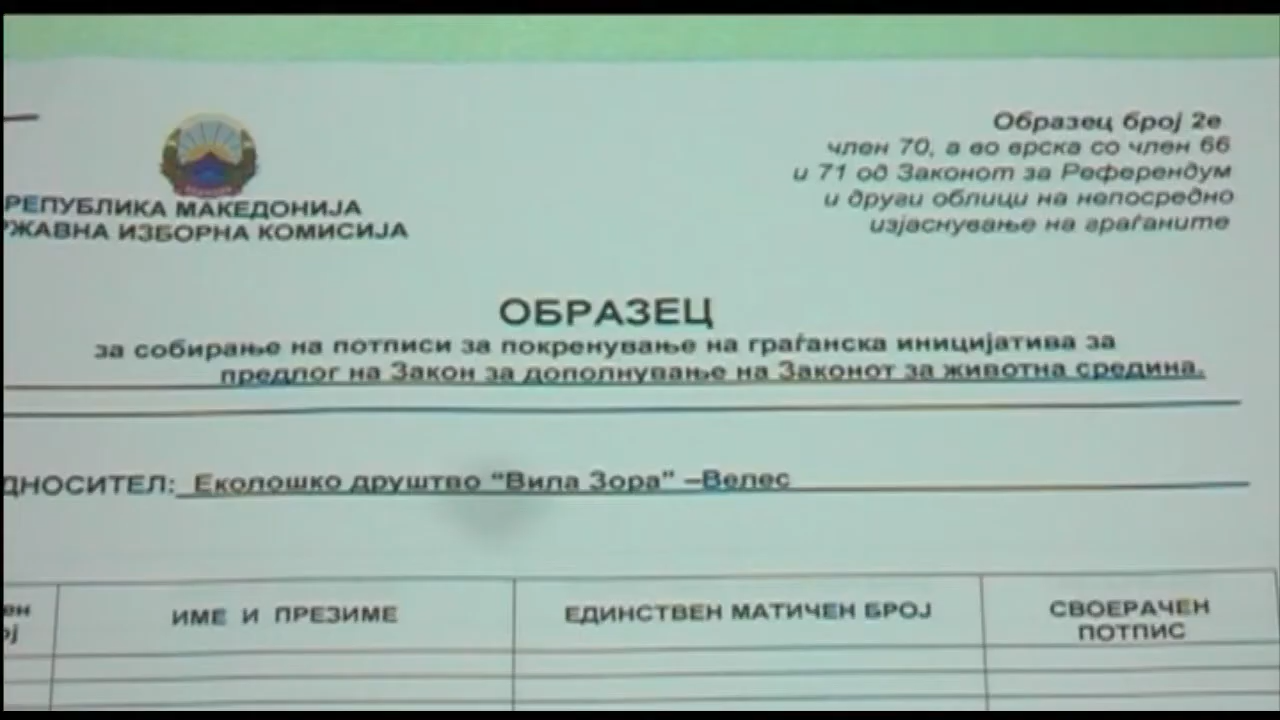 Образец број 2е
член 70, а во врска со член 66
и 71 од Законот за Референдум
и други облици на непосредно
изјаснување на граѓаните
РЕПУБЛИКА МАКЕДОНИЈА
РЖАВНА ИЗБОРНА КОМИСИЈА
ОБРАЗЕЦ
за собирање на потписи за покренување на граѓанска иницијатива за
предлог на Закон за дополнување на Законот за животна средина.
ДНОСИТЕЛ: Еколошко друштво "Вила Зора" –Велес
ен
ој
ИМЕ И ПРЕЗИМЕ
ЕДИНСТВЕН МАТИЧЕН БРОЈ
СВОЕРАЧЕН
ПОТПИС